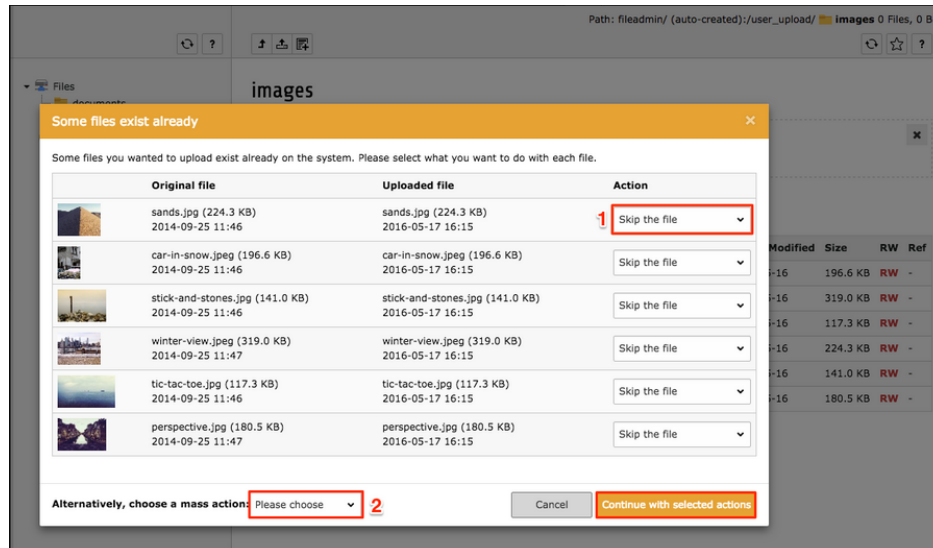 Path: fileadmin/ (auto-created):/user_upload/ images 0 Files, 0 B
?
?
Files
documents
images
Some files exist already
×
Some files you wanted to upload exist already on the system. Please select what you want to do with each file.
Original file Uploaded file Action
sands.jpg (224.3 KB) sands.jpg (224.3 KB)
1 Skip the file
2014-09-25 11:46 2016-05-17 16:15
car-in-snow.jpeg (196.6 KB) car-in-snow.jpeg (196.6 KB)
Skip the file
2014-09-25 11:46 2016-05-17 16:15
stick-and-stones.jpg (141.0 KB) stick-and-stones.jpg (141.0 KB)
Skip the file
2014-09-25 11:46 2016-05-17 16:15
winter-view.jpeg (319.0 KB) winter-view.jpeg (319.0 KB)
Skip the file
2014-09-25 11:47 2016-05-17 16:15
tic-tac-toe.jpg (117.3 KB) tic-tac-toe.jpg (117.3 KB)
Skip the file
2014-09-25 11:46 2016-05-17 16:15
perspective.jpg (180.5 KB) perspective.jpg (180.5 KB)
Skip the file
2014-09-25 11:47 2016-05-17 16:15
Alternatively, choose a mass action: Please choose 2 Cancel Continue with selected actions
Modified Size RW Ref
-16 196.6 KB RW -
-16 319.0 KB RW -
-16 117.3 KB RW -
-16 224.3 KB RW -
-16 141.0 KB RW -
-16 180.5 KB RW -